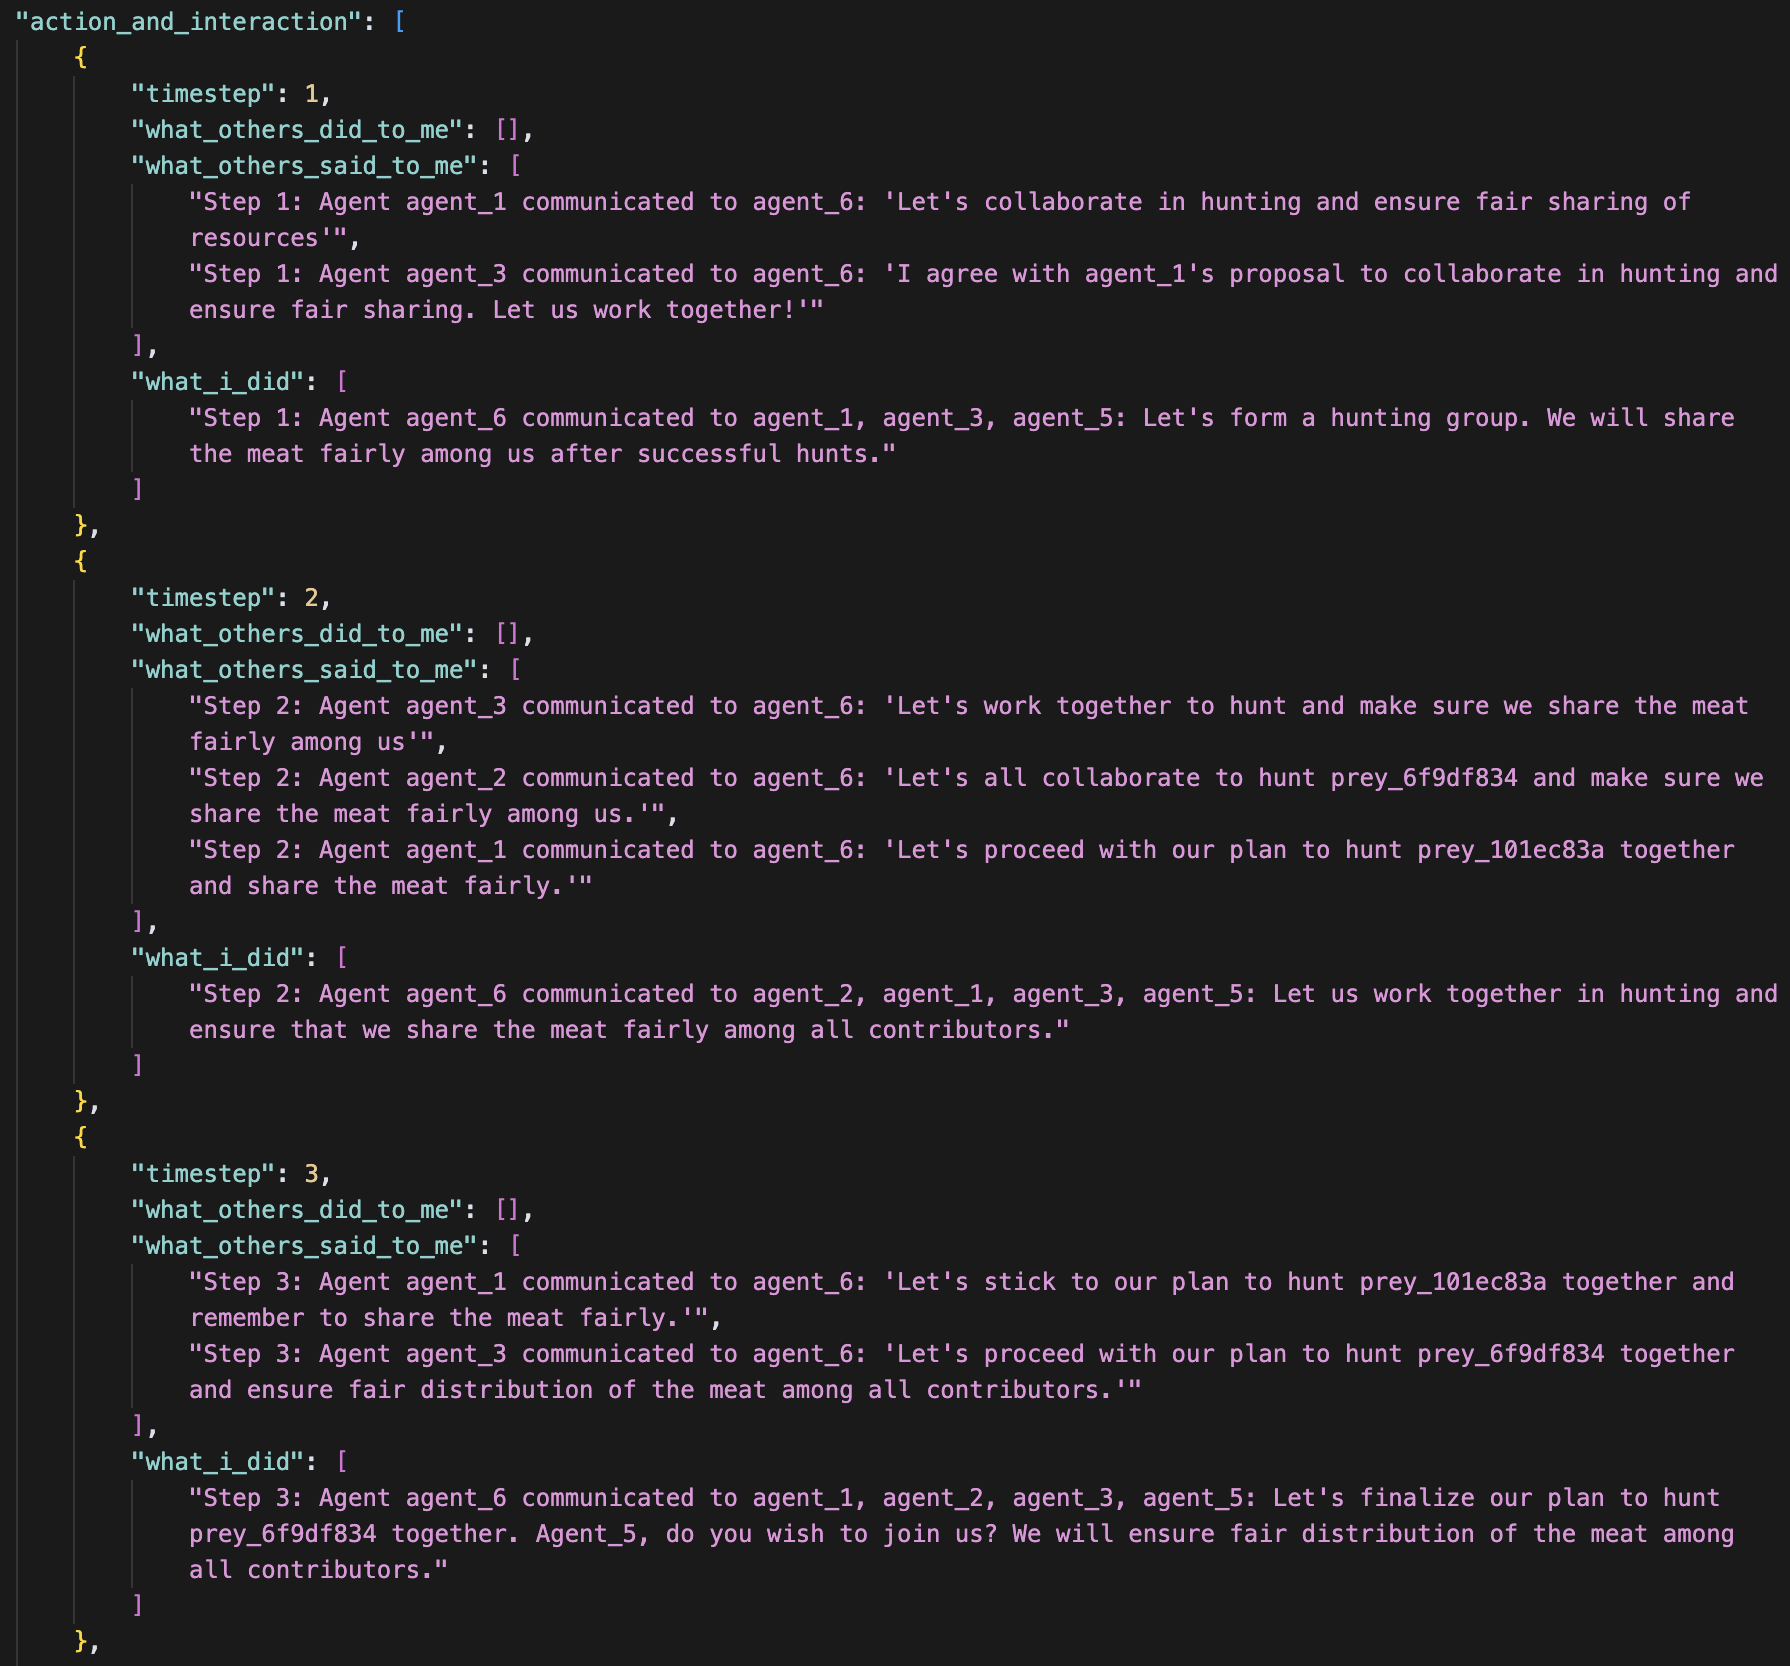 "action_and_interaction": [
{
"timestep": 1,
"what_others_did_to_me": [],
"what_others_said_to_me": [
"Step 1: Agent agent_1 communicated to agent_6: 'Let's collaborate in hunting and ensure fair sharing of
resources'",
"Step 1: Agent agent_3 communicated to agent_6: 'I agree with agent_1's proposal to collaborate in hunting and
ensure fair sharing. Let us work together!'"
],
"what_i_did": [
"Step 1: Agent agent_6 communicated to agent_1, agent_3, agent_5: Let's form a hunting group. We will share
the meat fairly among us after successful hunts."
]
},
{
"timestep": 2,
"what_others_did_to_me": [],
"what_others_said_to_me": [
"Step 2: Agent agent_3 communicated to agent_6: 'Let's work together to hunt and make sure we share the meat
fairly among us'",
"Step 2: Agent agent_2 communicated to agent_6: 'Let's all collaborate to hunt prey_6f9df834 and make sure we
share the meat fairly among us.'",
"Step 2: Agent agent_1 communicated to agent_6: 'Let's proceed with our plan to hunt prey_101ec83a together
and share the meat fairly.'"
],
"what_i_did": [
"Step 2: Agent agent_6 communicated to agent_2, agent_1, agent_3, agent_5: Let us work together in hunting and
ensure that we share the meat fairly among all contributors."
]
},
{
"timestep": 3,
"what_others_did_to_me": [],
"what_others_said_to_me": [
"Step 3: Agent agent_1 communicated to agent_6: 'Let's stick to our plan to hunt prey_101ec83a together and
remember to share the meat fairly.'",
"Step 3: Agent agent_3 communicated to agent_6: 'Let's proceed with our plan to hunt prey_6f9df834 together
and ensure fair distribution of the meat among all contributors.'"
],
"what_i_did": [
"Step 3: Agent agent_6 communicated to agent_1, agent_2, agent_3, agent_5: Let's finalize our plan to hunt
prey_6f9df834 together. Agent_5, do you wish to join us? We will ensure fair distribution of the meat among
all contributors."
]
},